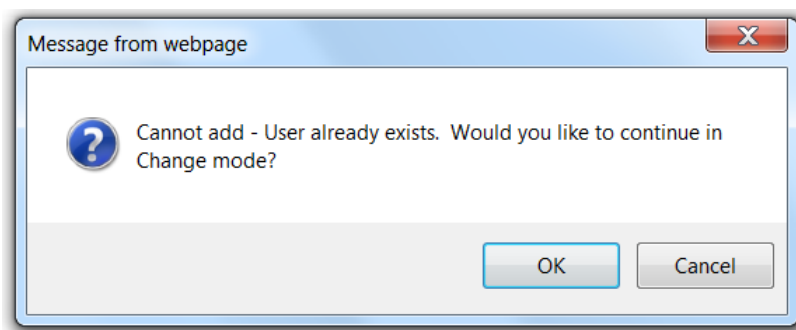 Message from webpage
Cannot add - User already exists.  Would you like to continue in
Change mode?
OK
Cancel